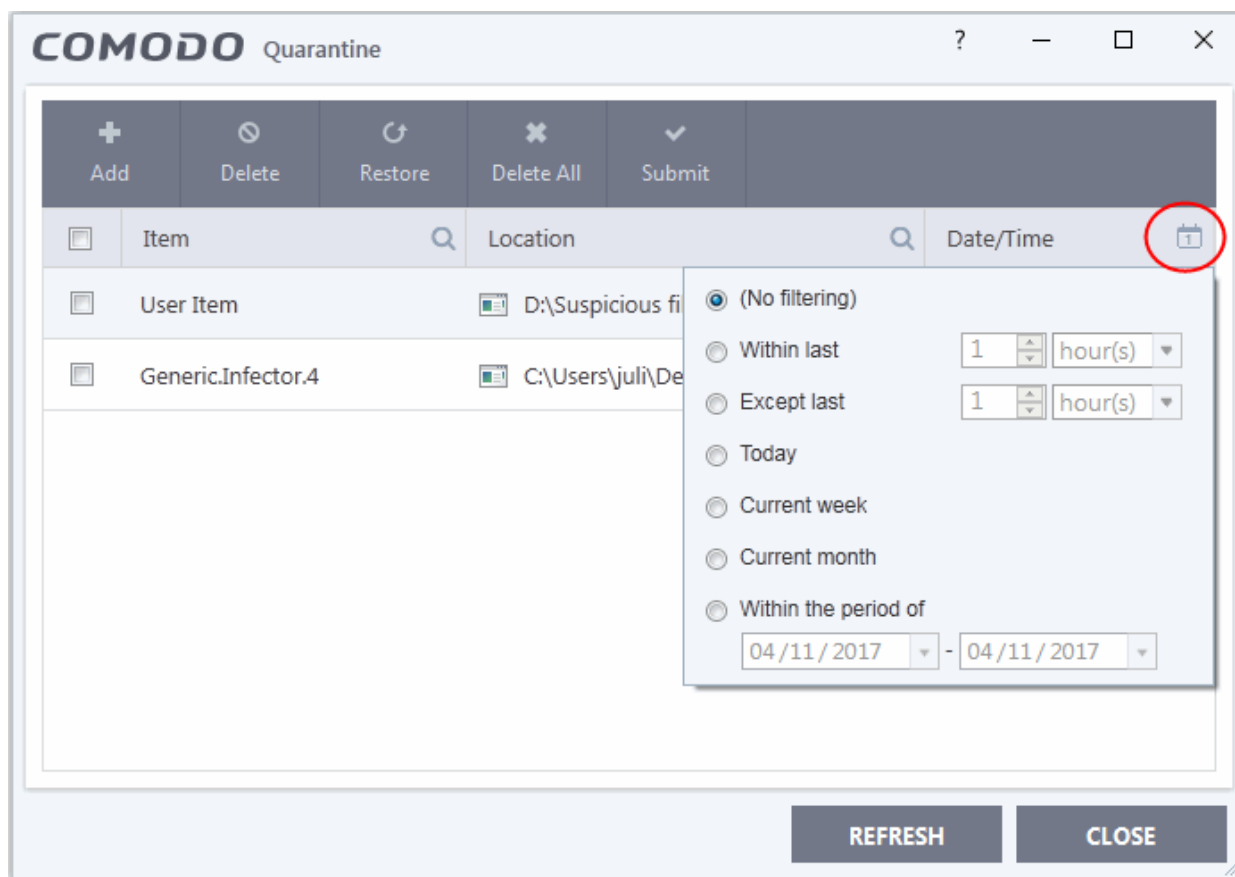 COMODO Quarantine ?
Add Delete Restore Delete All Submit
Item Location Date/Time 1
User Item D:\Suspicious fi
Generic.Infector.4 C:\Users\juli\De
(No filtering)
Within last 1 hour(s)
Except last 1 hour(s)
Today
Current week
Current month
Within the period of
04/11/2017 - 04/11/2017
REFRESH CLOSE